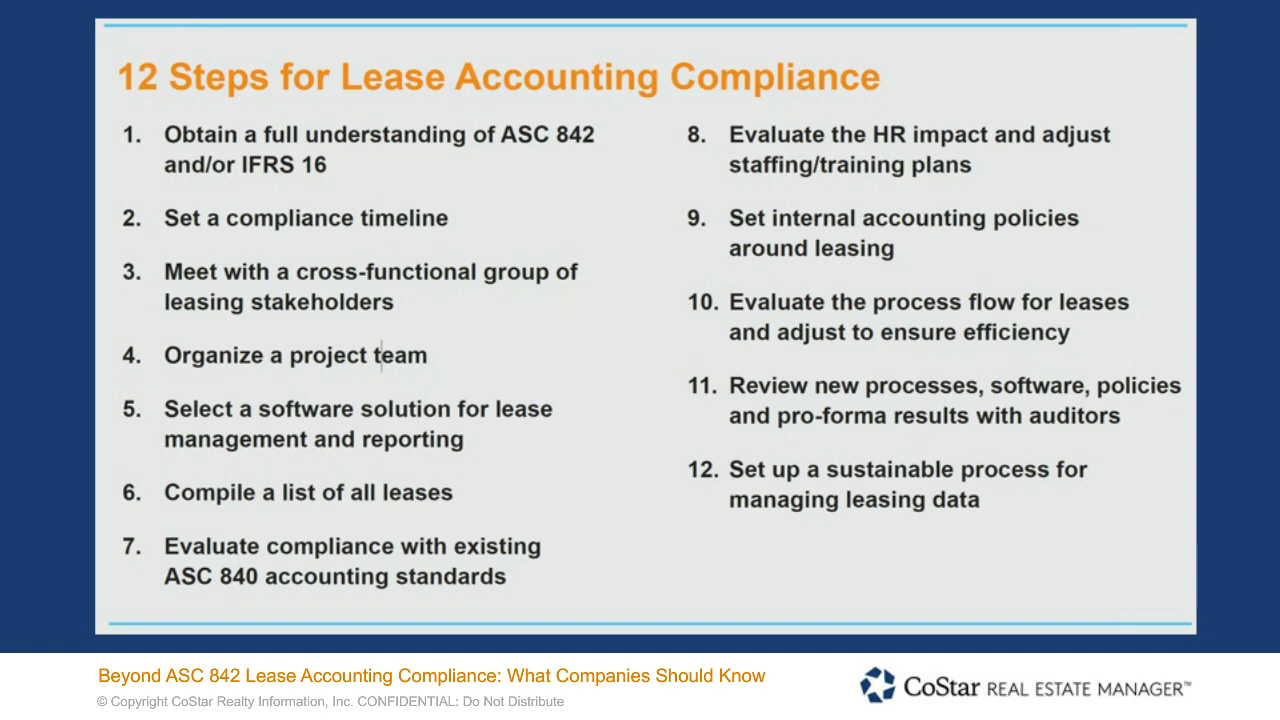 12 Steps for Lease Accounting Compliance
1. Obtain a full understanding of ASC 842
and/or IFRS 16
2. Set a compliance timeline
3. Meet with a cross-functional group of
leasing stakeholders
4. Organize a project team
5. Select a software solution for lease
management and reporting
6. Compile a list of all leases
7. Evaluate compliance with existing
ASC 840 accounting standards
8. Evaluate the HR impact and adjust
staffing/training plans
9. Set internal accounting policies
around leasing
10. Evaluate the process flow for leases
and adjust to ensure efficiency
11. Review new processes, software, policies
and pro-forma results with auditors
12. Set up a sustainable process for
managing leasing data
Beyond ASC 842 Lease Accounting Compliance: What Companies Should Know
© Copyright CoStar Realty Information, Inc. CONFIDENTIAL: Do Not Distribute
CoStar REAL ESTATE MANAGER™